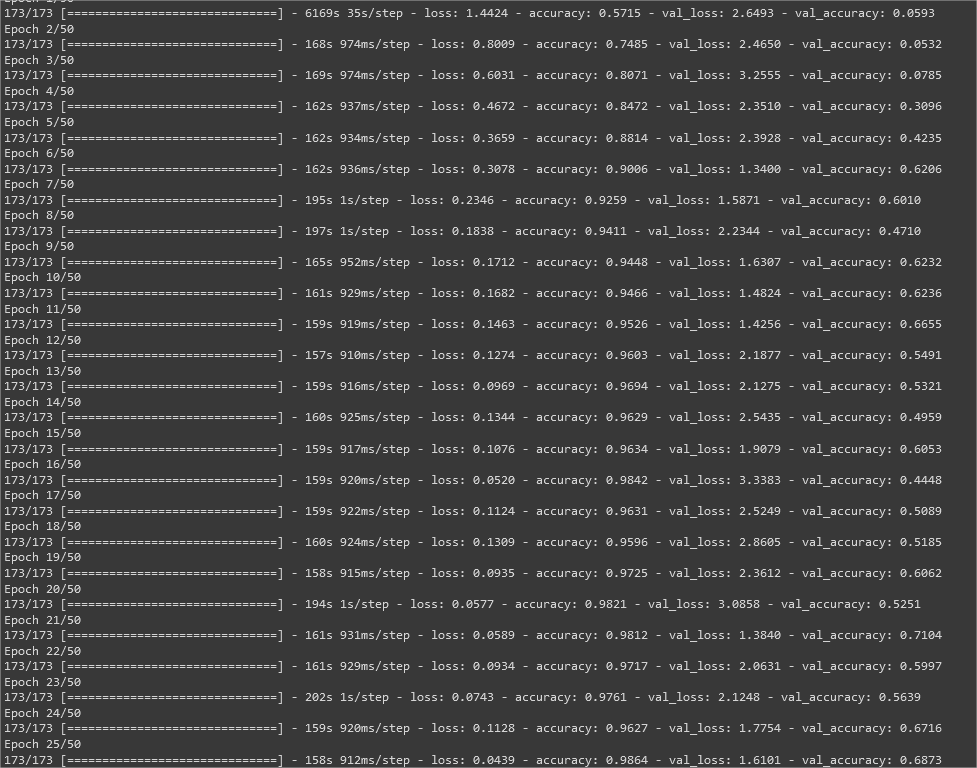 173/173 [==============================] - 6169s 35s/step - loss: 1.4424 - accuracy: 0.5715 - val_loss: 2.6493 - val_accuracy: 0.0593
Epoch 2/50
173/173 [==============================] - 168s 974ms/step - loss: 0.8009 - accuracy: 0.7485 - val_loss: 2.4650 - val_accuracy: 0.0532
Epoch 3/50
173/173 [==============================] - 169s 974ms/step - loss: 0.6031 - accuracy: 0.8071 - val_loss: 3.2555 - val_accuracy: 0.0785
Epoch 4/50
173/173 [==============================] - 162s 937ms/step - loss: 0.4672 - accuracy: 0.8472 - val_loss: 2.3510 - val_accuracy: 0.3096
Epoch 5/50
173/173 [==============================] - 162s 934ms/step - loss: 0.3659 - accuracy: 0.8814 - val_loss: 2.3928 - val_accuracy: 0.4235
Epoch 6/50
173/173 [==============================] - 162s 936ms/step - loss: 0.3078 - accuracy: 0.9006 - val_loss: 1.3400 - val_accuracy: 0.6206
Epoch 7/50
173/173 [==============================] - 195s 1s/step - loss: 0.2346 - accuracy: 0.9259 - val_loss: 1.5871 - val_accuracy: 0.6010
Epoch 8/50
173/173 [==============================] - 197s 1s/step - loss: 0.1838 - accuracy: 0.9411 - val_loss: 2.2344 - val_accuracy: 0.4710
Epoch 9/50
173/173 [==============================] - 165s 952ms/step - loss: 0.1712 - accuracy: 0.9448 - val_loss: 1.6307 - val_accuracy: 0.6232
Epoch 10/50
173/173 [==============================] - 161s 929ms/step - loss: 0.1682 - accuracy: 0.9466 - val_loss: 1.4824 - val_accuracy: 0.6236
Epoch 11/50
173/173 [==============================] - 159s 919ms/step - loss: 0.1463 - accuracy: 0.9526 - val_loss: 1.4256 - val_accuracy: 0.6655
Epoch 12/50
173/173 [==============================] - 157s 910ms/step - loss: 0.1274 - accuracy: 0.9603 - val_loss: 2.1877 - val_accuracy: 0.5491
Epoch 13/50
173/173 [==============================] - 159s 916ms/step - loss: 0.0969 - accuracy: 0.9694 - val_loss: 2.1275 - val_accuracy: 0.5321
Epoch 14/50
173/173 [==============================] - 160s 925ms/step - loss: 0.1344 - accuracy: 0.9629 - val_loss: 2.5435 - val_accuracy: 0.4959
Epoch 15/50
173/173 [==============================] - 159s 917ms/step - loss: 0.1076 - accuracy: 0.9634 - val_loss: 1.9079 - val_accuracy: 0.6053
Epoch 16/50
173/173 [==============================] - 159s 920ms/step - loss: 0.0520 - accuracy: 0.9842 - val_loss: 3.3383 - val_accuracy: 0.4448
Epoch 17/50
173/173 [==============================] - 159s 922ms/step - loss: 0.1124 - accuracy: 0.9631 - val_loss: 2.5249 - val_accuracy: 0.5089
Epoch 18/50
173/173 [==============================] - 160s 924ms/step - loss: 0.1309 - accuracy: 0.9596 - val_loss: 2.8605 - val_accuracy: 0.5185
Epoch 19/50
173/173 [==============================] - 158s 915ms/step - loss: 0.0935 - accuracy: 0.9725 - val_loss: 2.3612 - val_accuracy: 0.6062
Epoch 20/50
173/173 [==============================] - 194s 1s/step - loss: 0.0577 - accuracy: 0.9821 - val_loss: 3.0858 - val_accuracy: 0.5251
Epoch 21/50
173/173 [==============================] - 161s 931ms/step - loss: 0.0589 - accuracy: 0.9812 - val_loss: 1.3840 - val_accuracy: 0.7104
Epoch 22/50
173/173 [==============================] - 161s 929ms/step - loss: 0.0934 - accuracy: 0.9717 - val_loss: 2.0631 - val_accuracy: 0.5997
Epoch 23/50
173/173 [==============================] - 202s 1s/step - loss: 0.0743 - accuracy: 0.9761 - val_loss: 2.1248 - val_accuracy: 0.5639
Epoch 24/50
173/173 [==============================] - 159s 920ms/step - loss: 0.1128 - accuracy: 0.9627 - val_loss: 1.7754 - val_accuracy: 0.6716
Epoch 25/50
173/173 [==============================] - 158s 912ms/step - loss: 0.0439 - accuracy: 0.9864 - val_loss: 1.6101 - val_accuracy: 0.6873